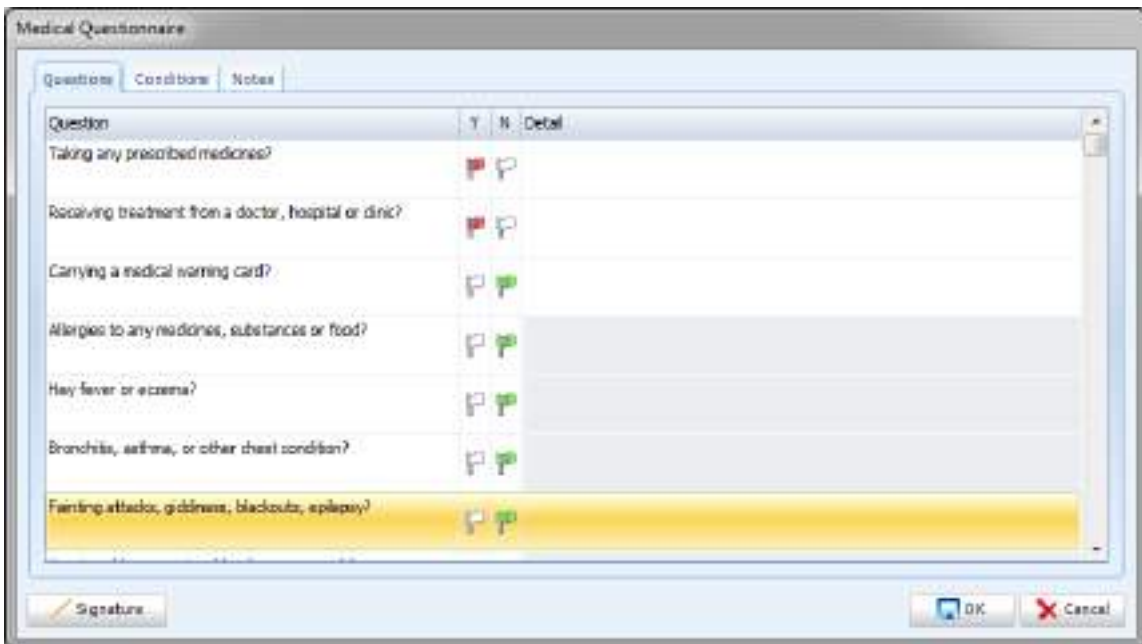 Medical Questionnaire
Questions Conditions Notes
Question Y N Detail
Taking any prescribed medicines?
Receiving treatment from a doctor, hospital or clinic?
Carrying a medical warning card?
Allergies to any medicines, substances or food?
Hay fever or eczema?
Bronchitis, asthma, or other chest condition?
Fainting attacks, giddiness, blackouts, epilepsy?
Signature OK Cancel